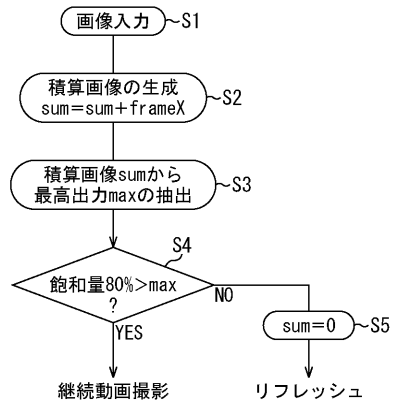 画像入力
S1
積算画像の生成
sum=sum+frameX
S2
積算画像sumから
最高出力maxの抽出
S3
S4
飽和量80%>max
?
NO
YES
sum=0
S5
継続動画撮影
リフレッシュ